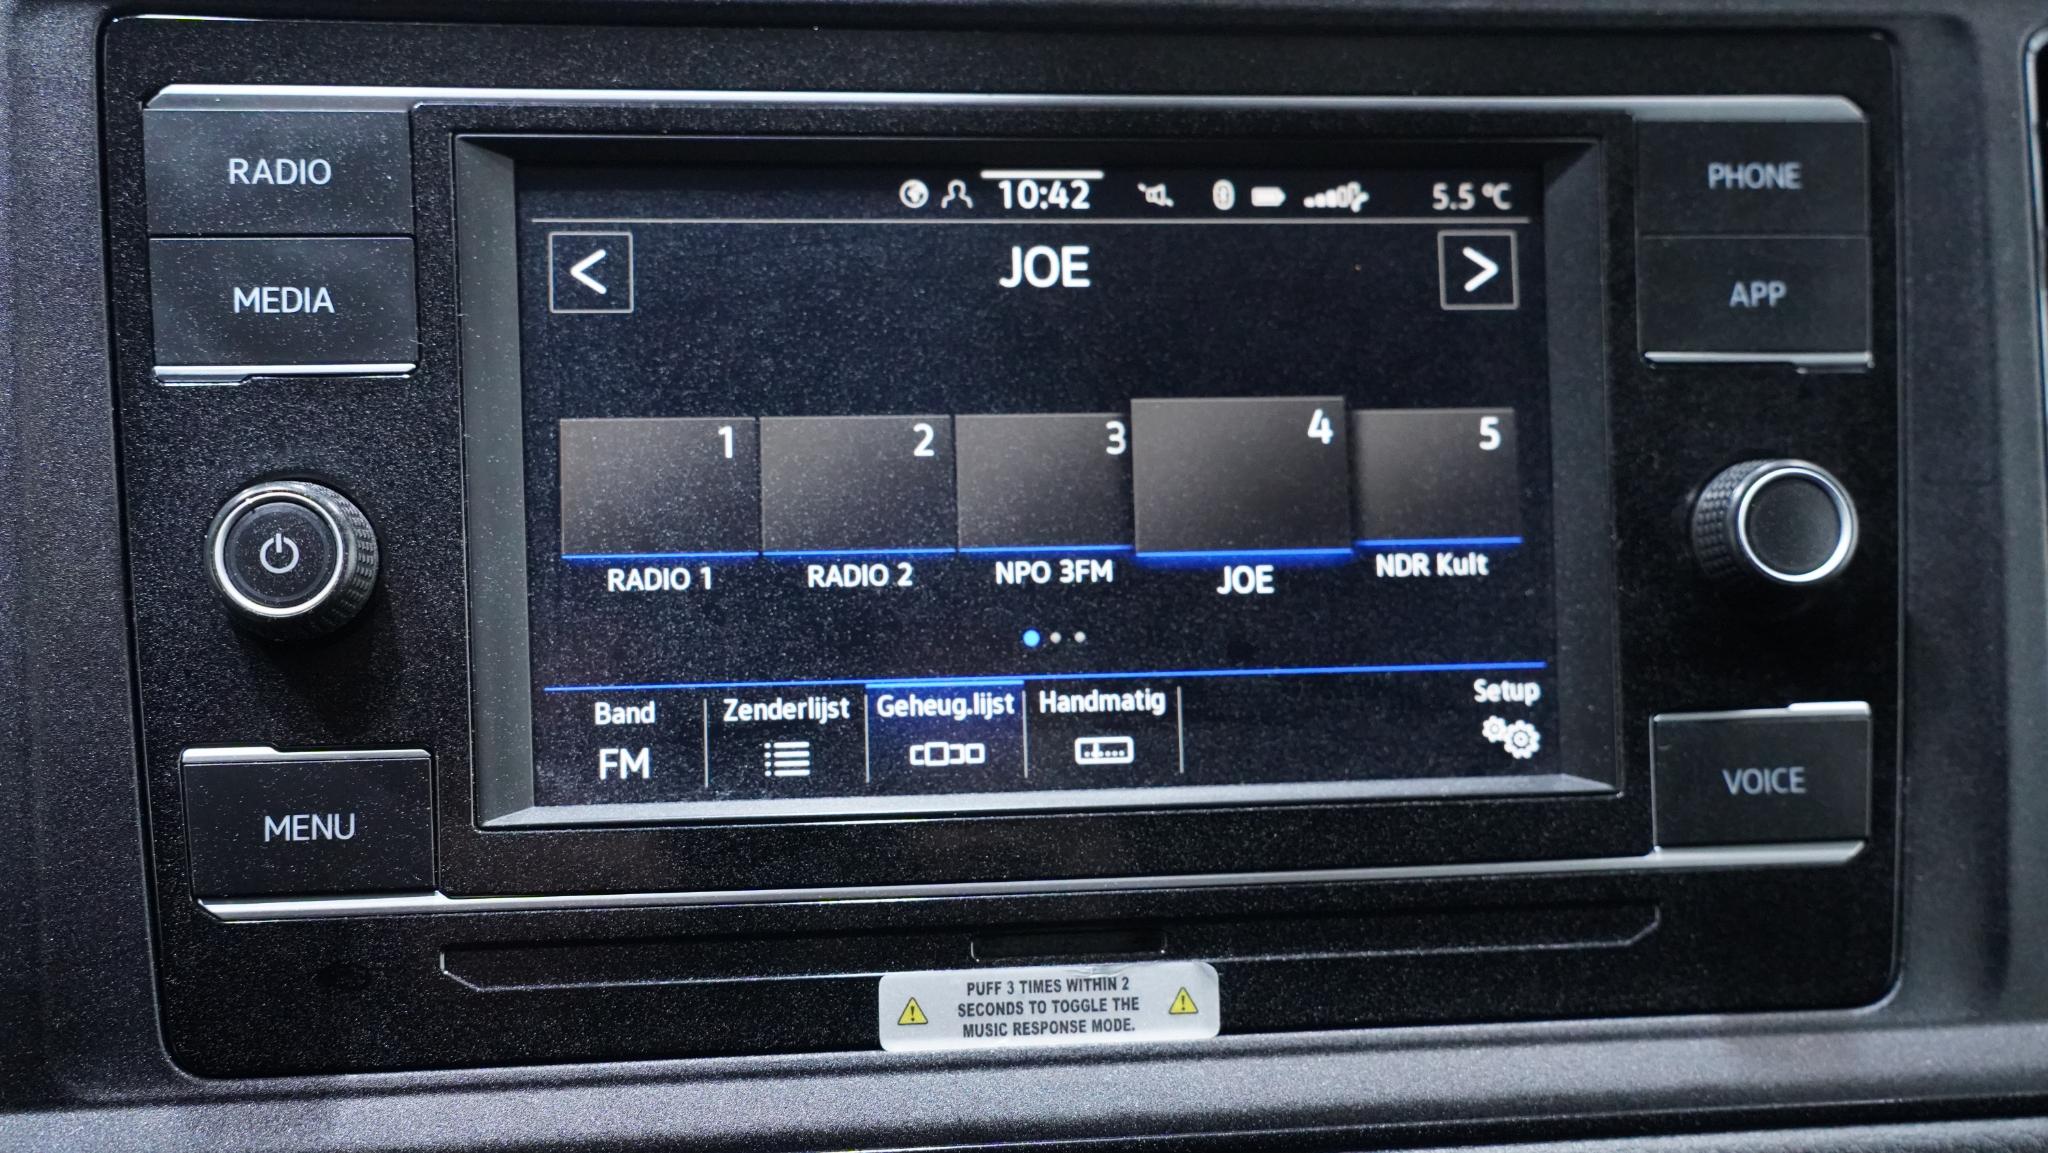 RADIO
MEDIA
MENU
10:42
5.5 °C
<
JOE
>
1
2
3
4
5
RADIO 1
RADIO 2
NPO 3FM
JOE
NDR Kult
Band
FM
Zenderlijst
Geheug.lijst
Handmatig
Setup
PHONE
APP
VOICE
PUFF 3 TIMES WITHIN 2
SECONDS TO TOGGLE THE
MUSIC RESPONSE MODE.